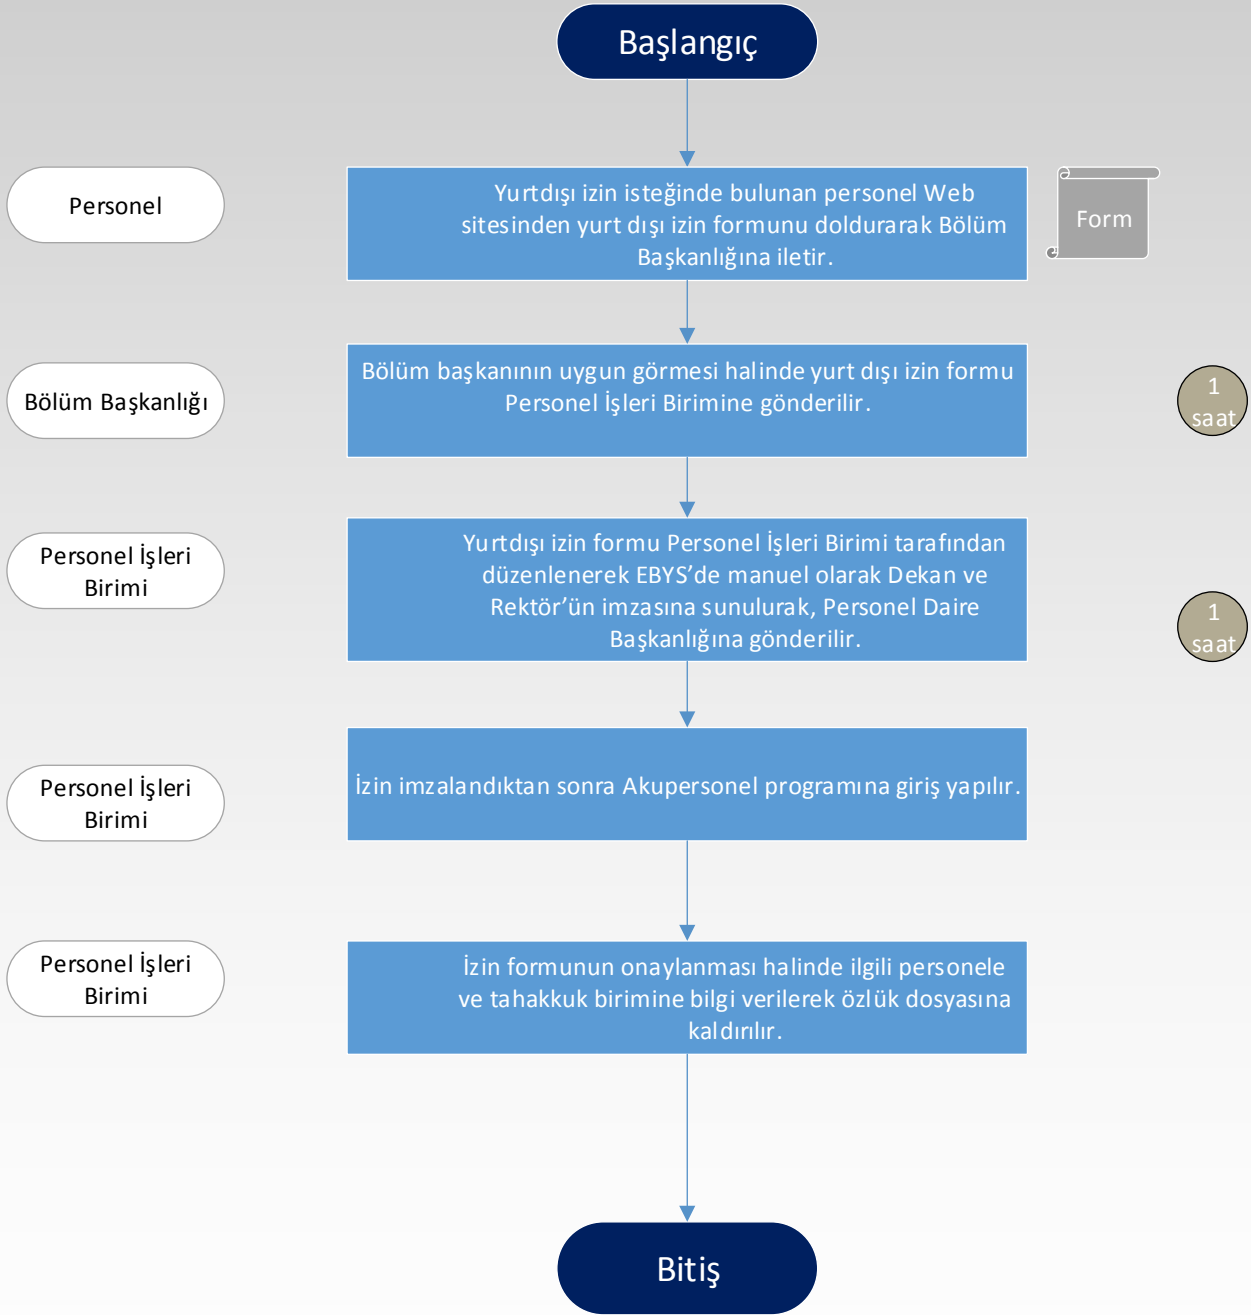 Başlangıç
Personel
Yurtdışı izin isteğinde bulunan personel Web
sitesinden yurt dışı izin formunu doldurarak Bölüm
Başkanlığına iletir.
Form
Bölüm Başkanlığı
Bölüm başkanının uygun görmesi halinde yurt dışı izin formu
Personel İşleri Birimine gönderilir.
1
saat
Personel İşleri
Birimi
Yurtdışı izin formu Personel İşleri Birimi tarafından
düzenlenerek EBYS’de manuel olarak Dekan ve
Rektör’ün imzasına sunulurak, Personel Daire
Başkanlığına gönderilir.
1
saat
Personel İşleri
Birimi
İzin imzalandıktan sonra Akupersonel programına giriş yapılır.
Personel İşleri
Birimi
İzin formunun onaylanması halinde ilgili personele
ve tahakkuk birimine bilgi verilerek özlük dosyasına
kaldırılır.
Bitiş